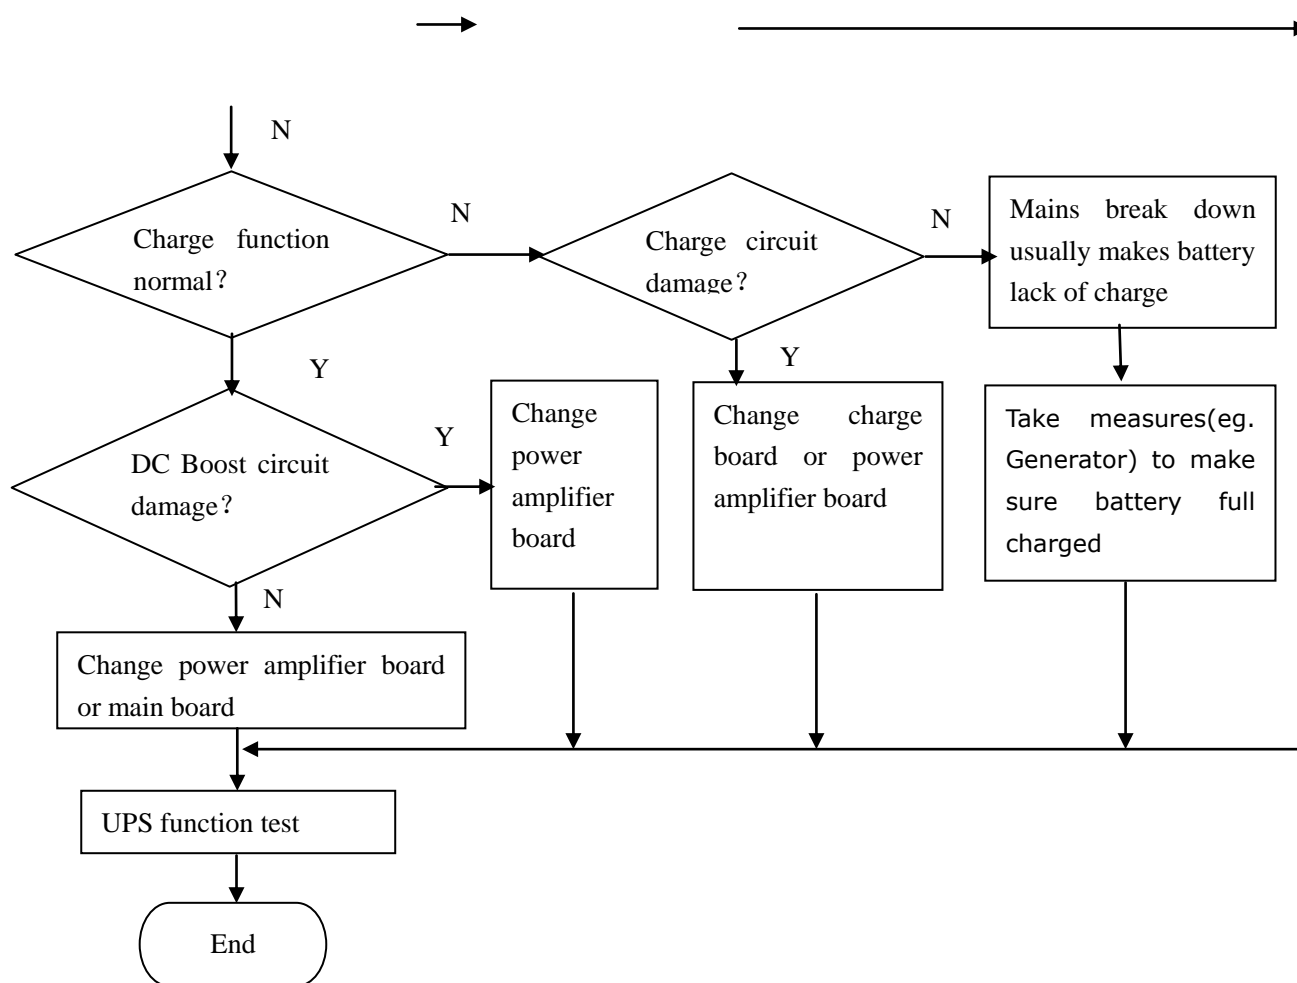 N
Charge function
normal？
N
Charge circuit
damage？
N
Mains break down
usually makes battery
lack of charge
Y
Y
DC Boost circuit
damage？
Y
Change
power
amplifier
board
Change charge
board or power
amplifier board
Take measures(eg.
Generator) to make
sure battery full
charged
N
Change power amplifier board
or main board
UPS function test
End